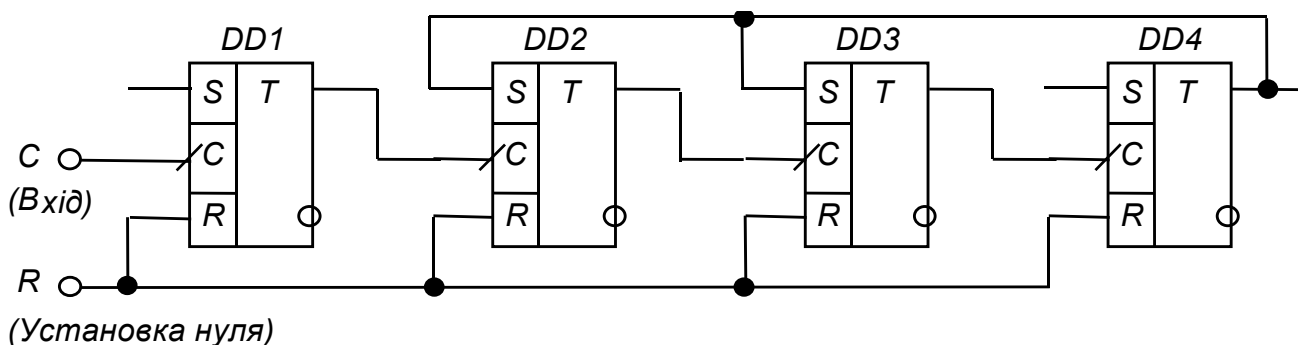 DD1 DD2 DD3 DD4
S T S T S T S T
C C C C C
(Вхід)
R R R R
R
(Установка нуля)